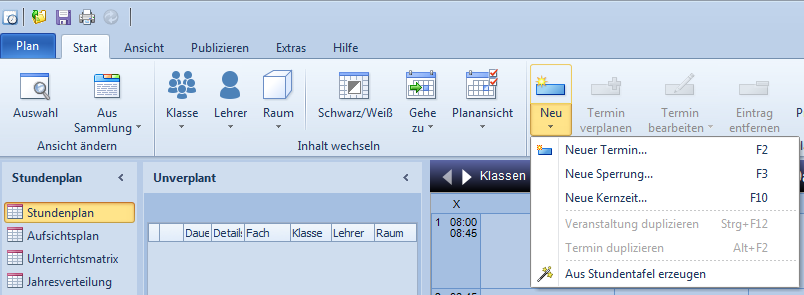 Plan Start Ansicht Publizieren Extras Hilfe
Auswahl Aus Sammlung Klasse Lehrer Raum Schwarz/Weiß Gehe zu Planansicht Neu Termin verplanen Termin bearbeiten Eintrag entfernen P
Ansicht ändern Inhalt wechseln
Neuer Termin... F2
Neue Sperrung... F3
Neue Kernzeit... F10
Veranstaltung duplizieren Strg+F12
Termin duplizieren Alt+F2
Aus Stundentafel erzeugen
Stundenplan
Stundenplan
Aufsichtsplan
Unterrichtsmatrix
Jahresverteilung
Unverplant
Daue Details Fach Klasse Lehrer Raum
Klassen
X
1 08:00
08:45